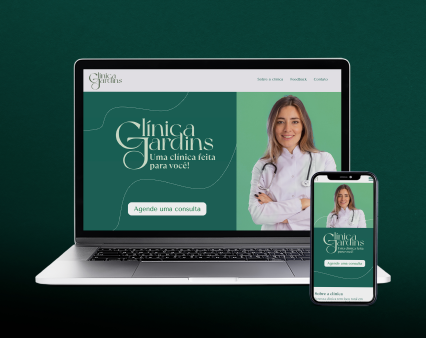 Clínica
Jardins
Sobre a clínica Feedback Contato
Clínica
Jardins
Uma clínica feita
para você!
Agende uma consulta
Clínica
Jardins
Uma clínica feita
para você!
Agende uma consulta
Sobre a clínica